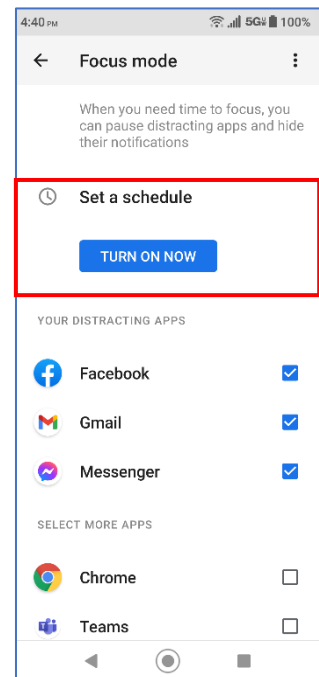 4:40 PM 5G 100%
Focus mode
When you need time to focus, you
can pause distracting apps and hide
their notifications
Set a schedule
TURN ON NOW
YOUR DISTRACTING APPS
Facebook
Gmail
Messenger
SELECT MORE APPS
Chrome
Teams